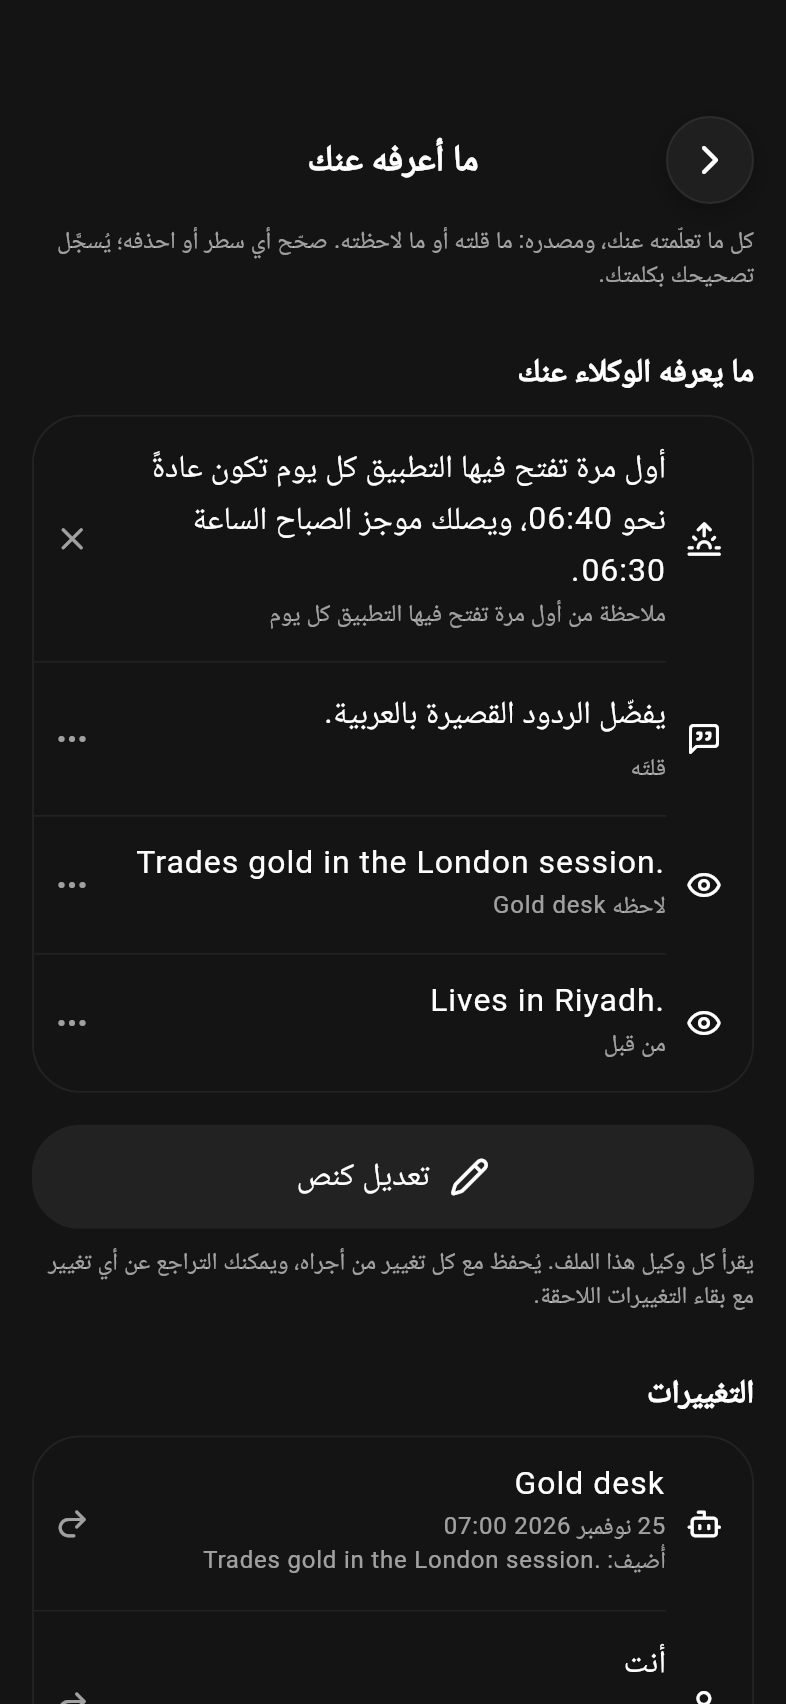 ما أعرفه عنك
كل ما تعلّمته عنك، ومصدره: ما قلته أو ما لاحظته. صحّح أي سطر أو احذفه؛ يُسجَّل
تصحيحك بكلمتك.
ما يعرفه الوكلاء عنك
أول مرة تفتح فيها التطبيق كل يوم تكون عادةً
نحو 06:40، ويصلك موجز الصباح الساعة
06:30.
ملاحظة من أول مرة تفتح فيها التطبيق كل يوم
يفضّل الردود القصيرة بالعربية.
قلتَه
Trades gold in the London session.
لاحظه Gold desk
Lives in Riyadh.
من قبل
تعديل كنص
يقرأ كل وكيل هذا الملف. يُحفظ مع كل تغيير من أجراه، ويمكنك التراجع عن أي تغيير
مع بقاء التغييرات اللاحقة.
التغييرات
Gold desk
25 نوفمبر 2026 07:00
أضيف: Trades gold in the London session.
أنت